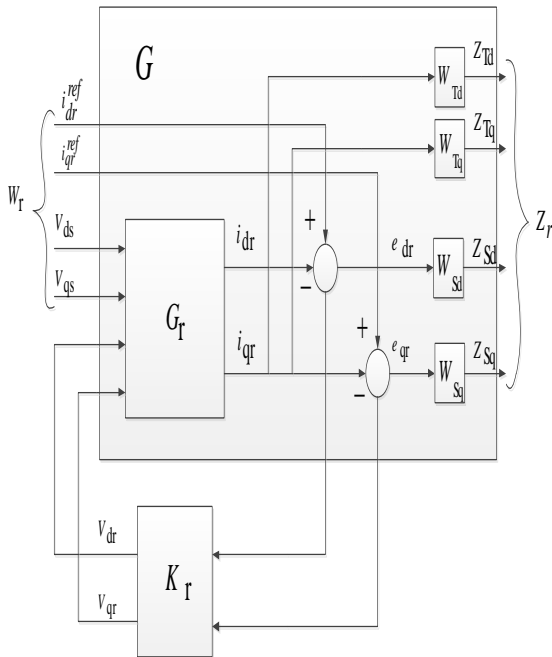 G
W_Td Z_Td
i_dr^ref
W_Tq Z_Tq
i_qr^ref
W_r
Z_r
V_ds
i_dr
+
−
e_dr
W_Sd Z_Sd
V_qs
G_r
i_qr
+
−
e_qr
W_Sq Z_Sq
V_dr
K_r
V_qr